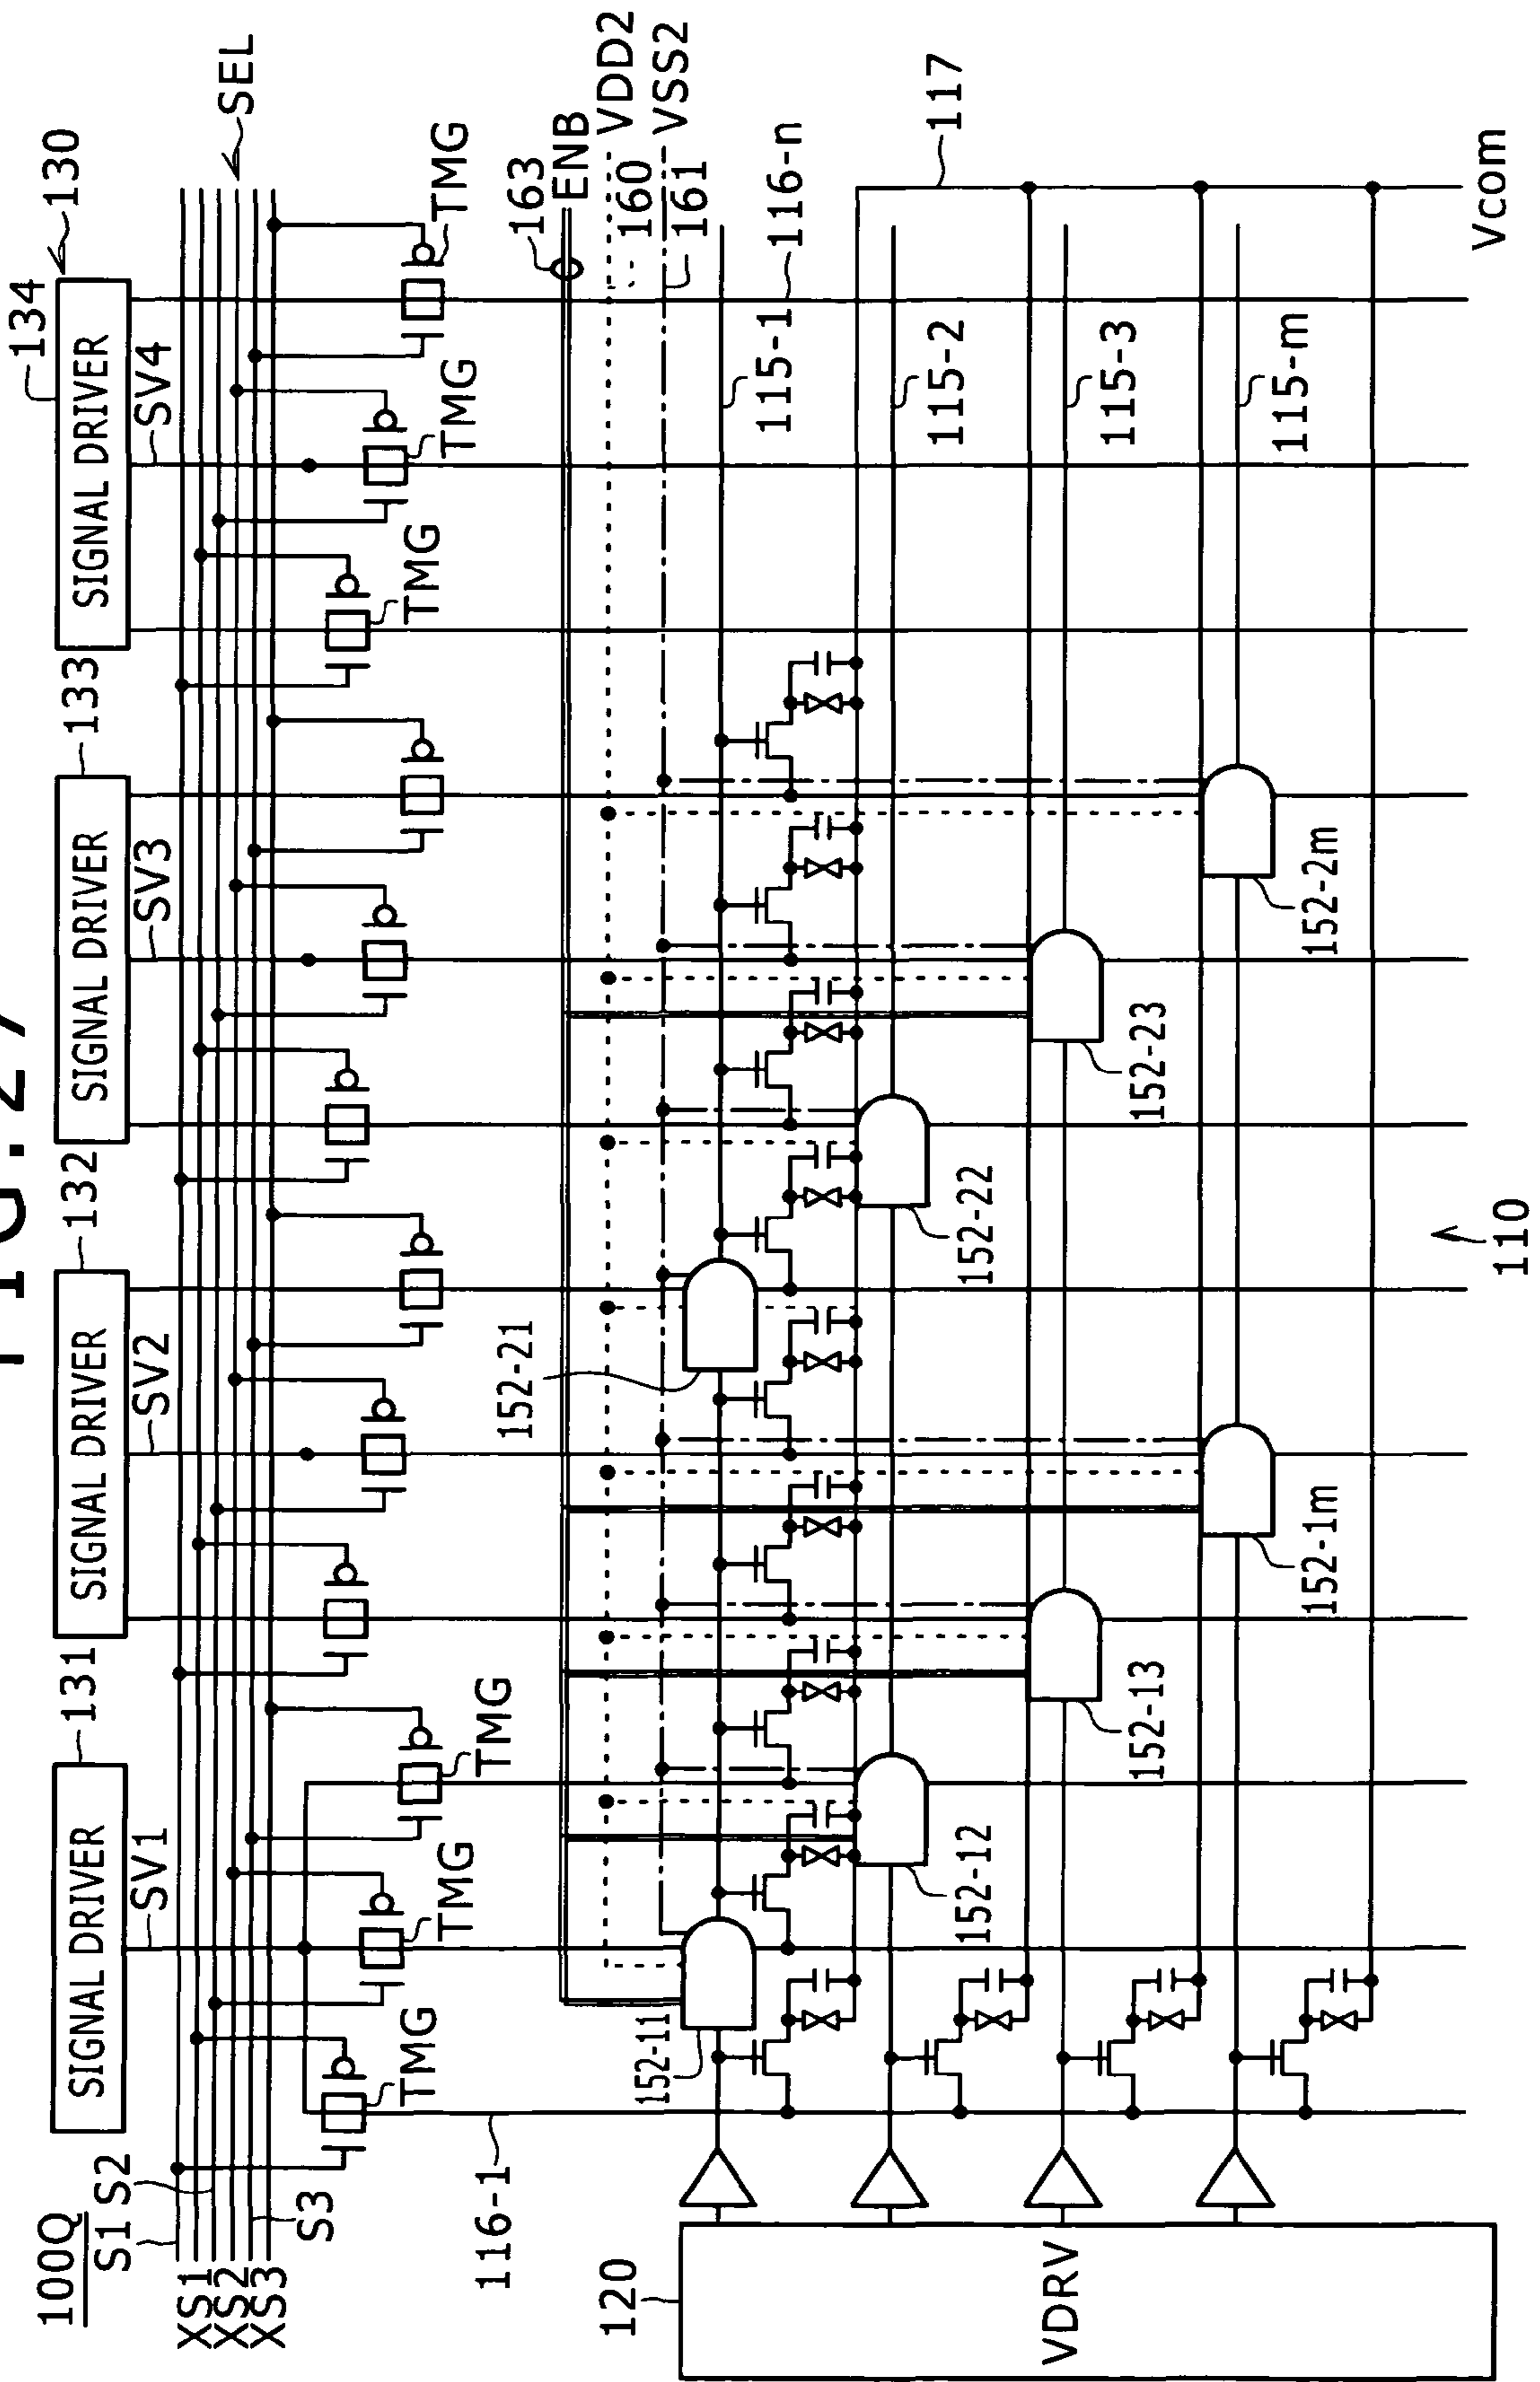 FIG.27
100Q
S1
S2
XS1
XS2
XS3
S3
131
132
133
134
130
SIGNAL DRIVER
SIGNAL DRIVER
SIGNAL DRIVER
SIGNAL DRIVER
SV1
SV2
SV3
SV4
SEL
TMG
TMG
TMG
TMG
TMG
TMG
116-1
163
ENB
VDD2
VSS2
160
161
152-11
152-21
115-1
116-n
120
VDRV
152-12
152-22
115-2
117
152-13
152-23
115-3
152-1m
152-2m
115-m
110
Vcom